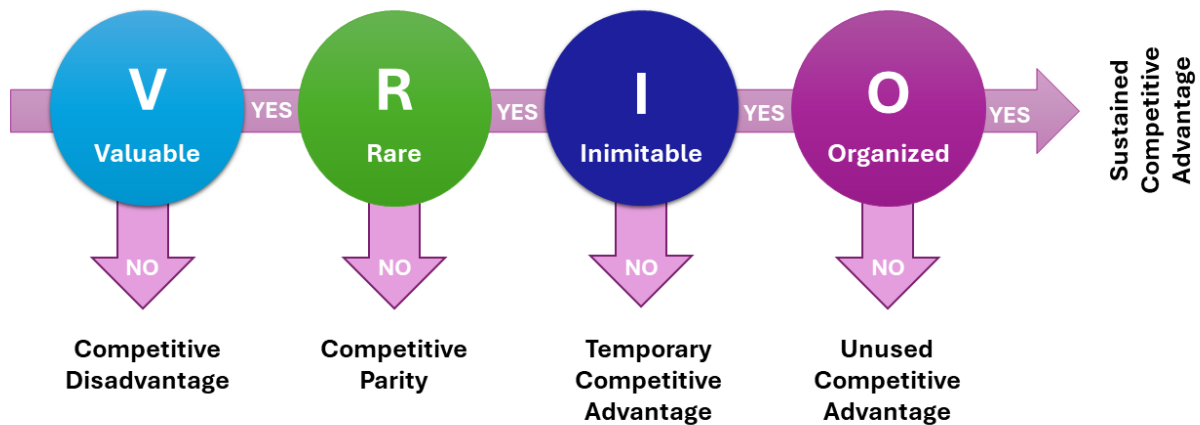 V
Valuable
YES
R
Rare
YES
I
Inimitable
YES
O
Organized
YES
Sustained
Competitive
Advantage
NO
NO
NO
NO
Competitive
Disadvantage
Competitive
Parity
Temporary
Competitive
Advantage
Unused
Competitive
Advantage